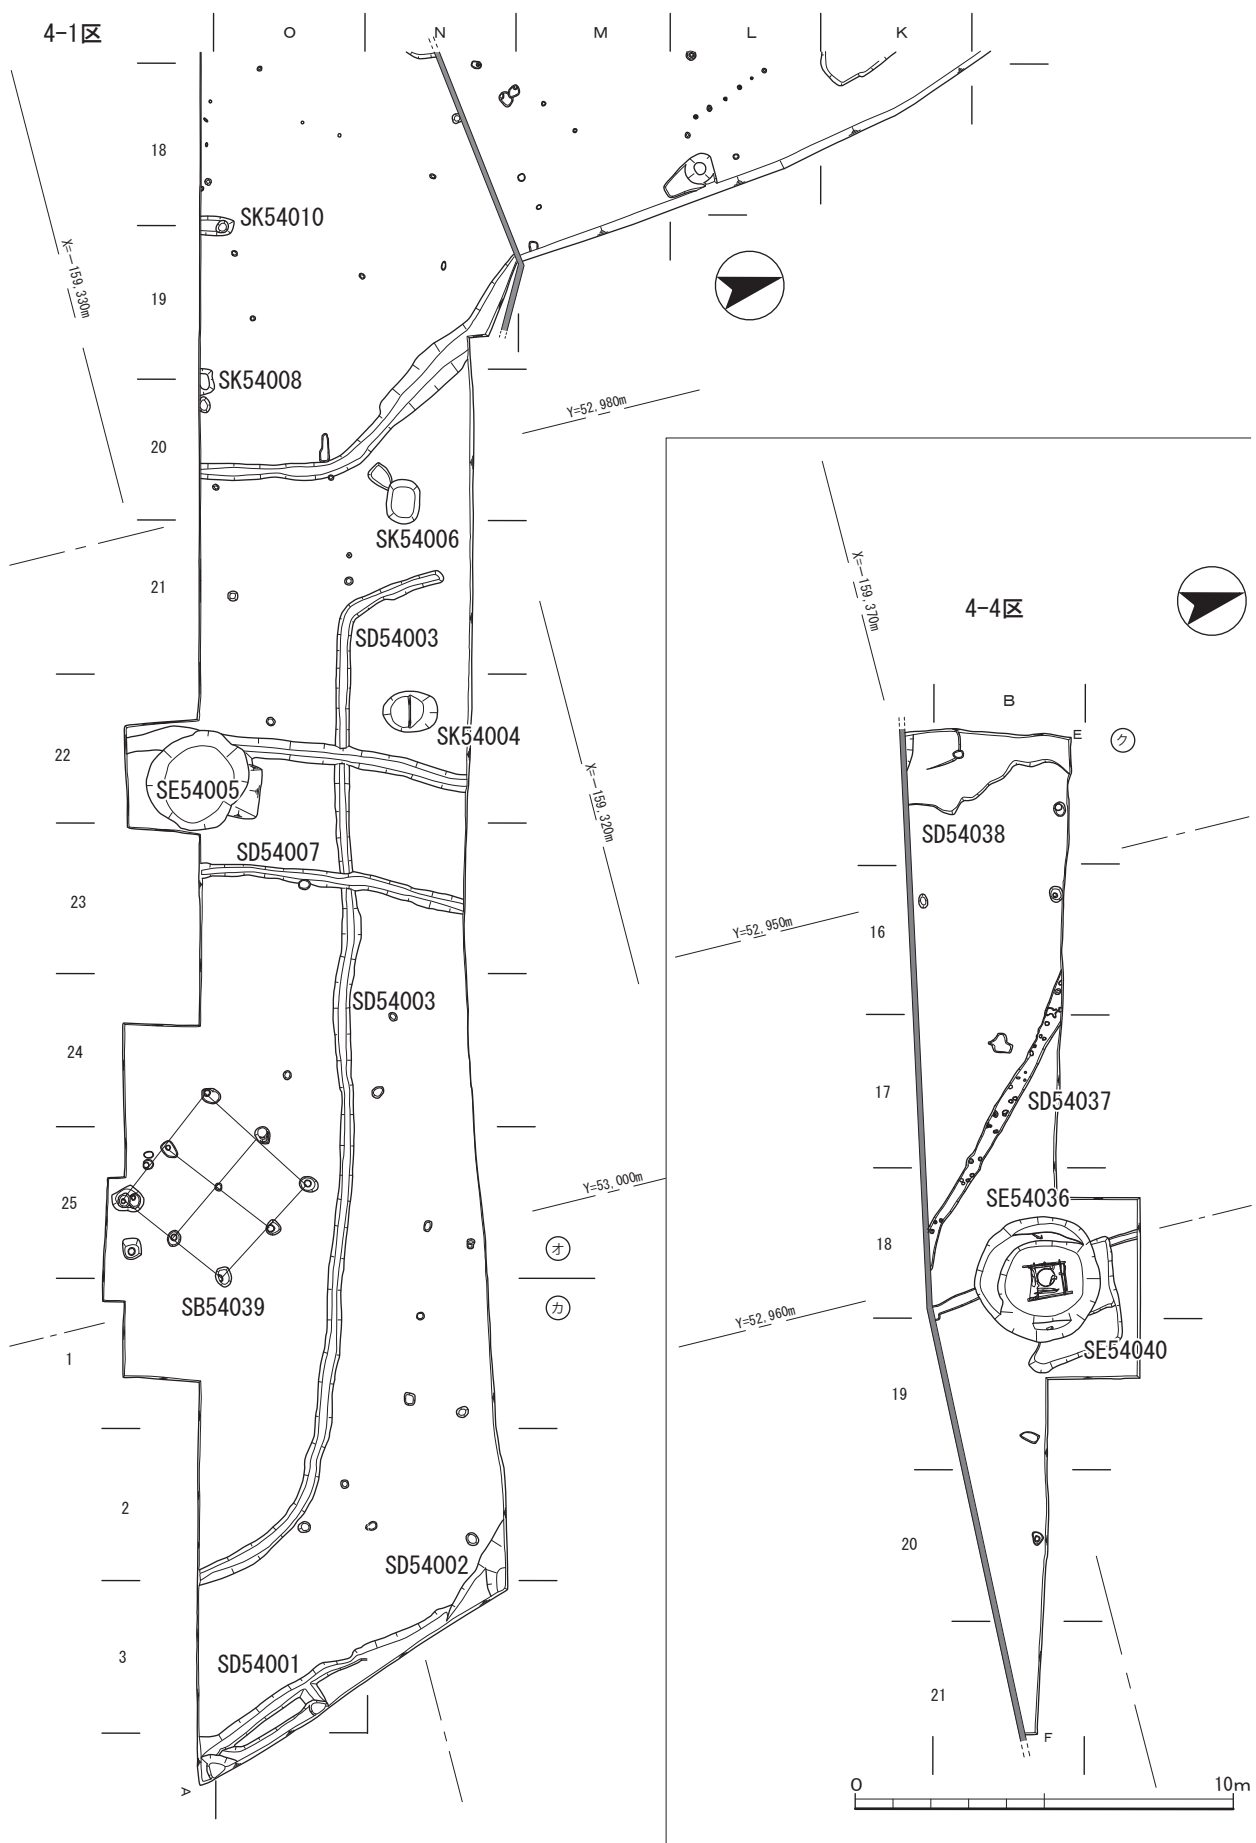 4-1区
O
N
M
L
K
18
SK54010
X=-159,330m
19
SK54008
Y=52,980m
20
SK54006
21
SD54003
SK54004
22
SE54005
X=-159,320m
SD54007
23
SD54003
24
25
Y=53,000m
オ
SB54039
カ
1
2
SD54002
3
SD54001
A
X=-159,370m
4-4区
B
E
ク
SD54038
16
Y=52,950m
17
SD54037
SE54036
18
Y=52,960m
SE54040
19
20
21
F
0 10m